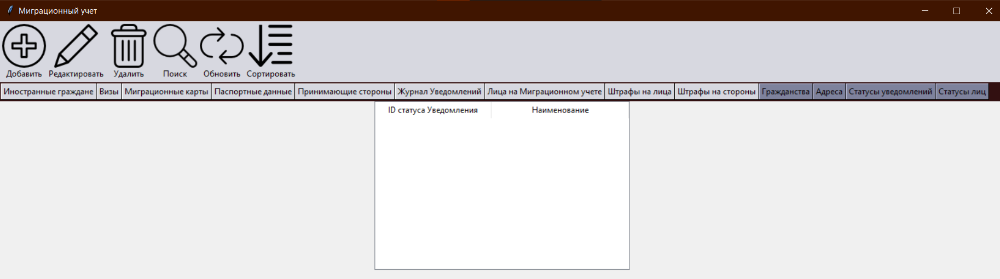 Миграционный учет
Добавить Редактировать Удалить Поиск Обновить Сортировать
Иностранные граждане Визы Миграционные карты Паспортные данные Принимающие стороны Журнал Уведомлений Лица на Миграционном учете Штрафы на лица Штрафы на стороны Гражданства Адреса Статусы уведомлений Статусы лиц
ID статуса Уведомления Наименование